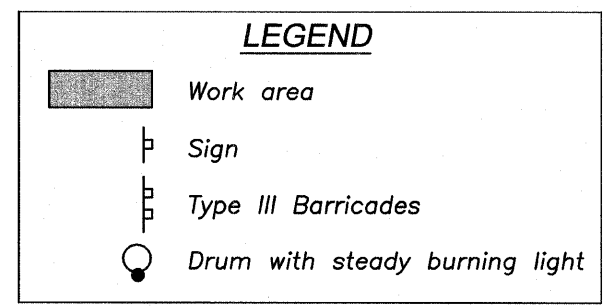 LEGEND
Work area
Sign
Type III Barricades
Drum with steady burning light